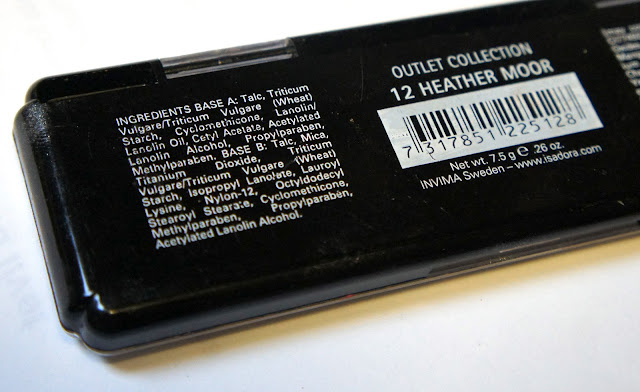 INGREDIENTS BASE A: Talc, Triticum
Vulgare/Triticum Vulgare (Wheat)
Starch, Cyclomethicone, Lanolin/
Lanolin Oil, Cetyl Acetate, Acetylated
Lanolin Alcohol, Propylparaben,
Methylparaben, BASE B: Talc, Mica,
Titanium Dioxide, Triticum
Vulgare/Triticum Vulgare (Wheat)
Starch, Isopropyl Lanolate, Lauroyl
Lysine, Nylon-12, Octyldodecyl
Stearoyl Stearate, Cyclomethicone,
Methylparaben, Propylparaben,
Acetylated Lanolin Alcohol.
OUTLET COLLECTION
12 HEATHER MOOR
7 317851 225128
Net wt. 7.5 g ℮ .26 oz.
INVIMA Sweden – www.isadora.com